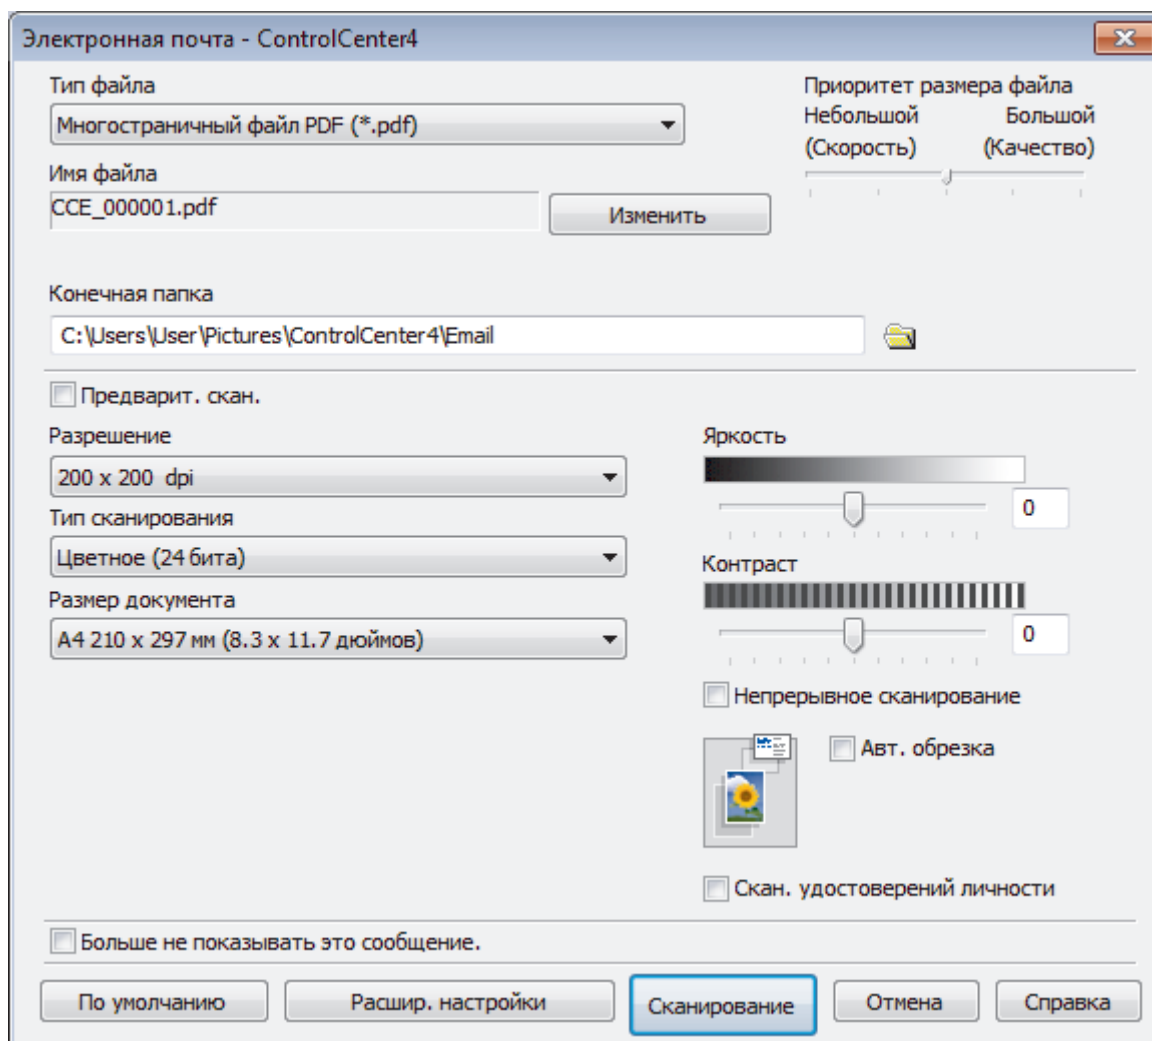 Электронная почта - ControlCenter4
Тип файла
Многостраничный файл PDF (*.pdf)
Имя файла
CCE_000001.pdf
Изменить
Приоритет размера файла
Небольшой Большой
(Скорость) (Качество)
Конечная папка
C:\Users\User\Pictures\ControlCenter4\Email
Предварит. скан.
Разрешение
200 x 200 dpi
Тип сканирования
Цветное (24 бита)
Размер документа
A4 210 x 297 мм (8.3 x 11.7 дюймов)
Яркость
0
Контраст
0
Непрерывное сканирование
Авт. обрезка
Скан. удостоверений личности
Больше не показывать это сообщение.
По умолчанию
Расшир. настройки
Сканирование
Отмена
Справка